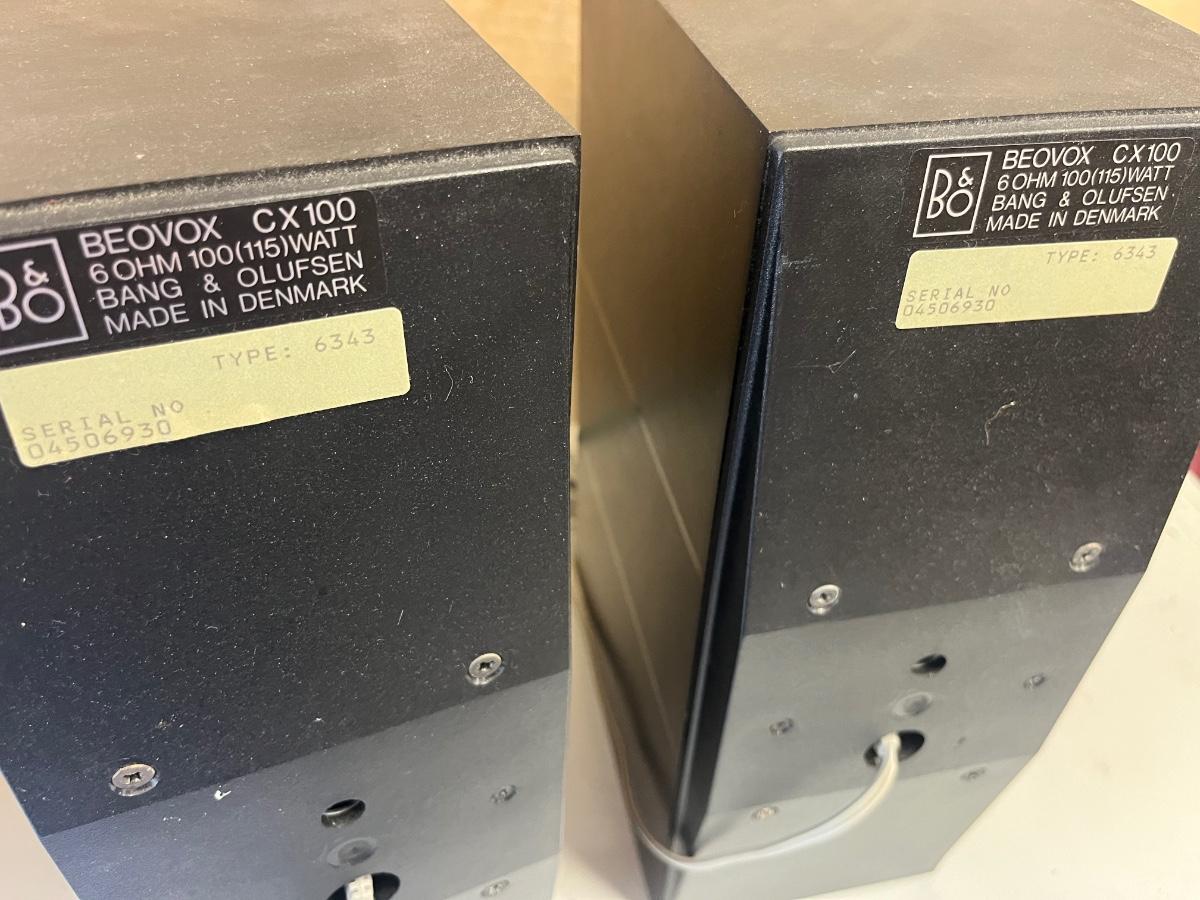 B&O
BEOVOX CX100
6 OHM 100(115)WATT
BANG & OLUFSEN
MADE IN DENMARK
TYPE: 6343
SERIAL NO
04506930
B&O
BEOVOX CX100
6 OHM 100(115)WATT
BANG & OLUFSEN
MADE IN DENMARK
TYPE: 6343
SERIAL NO
04506930